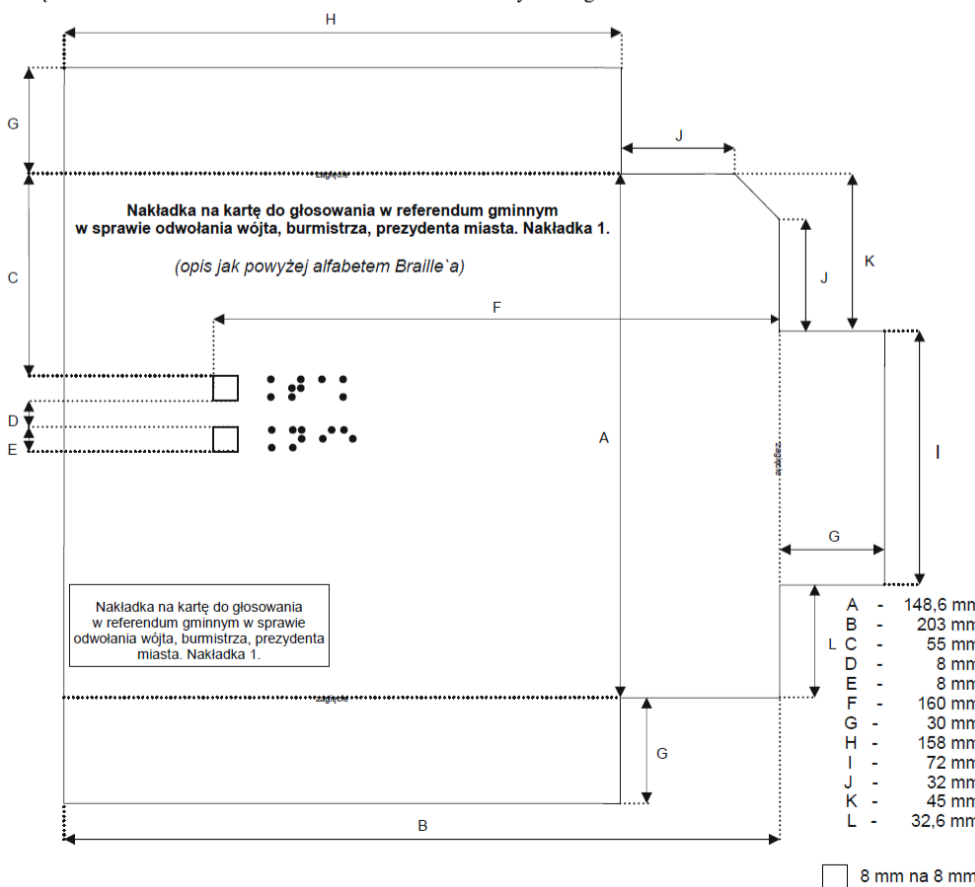 H
G
J
zagięcie
Nakładka na kartę do głosowania w referendum gminnym
w sprawie odwołania wójta, burmistrza, prezydenta miasta. Nakładka 1.
(opis jak powyżej alfabetem Braille`a)
C
K
J
F
D
E
A
zagięcie
I
G
Nakładka na kartę do głosowania
w referendum gminnym w sprawie
odwołania wójta, burmistrza, prezydenta
miasta. Nakładka 1.
L
zagięcie
G
B
A - 148,6 mm
B - 203 mm
C - 55 mm
D - 8 mm
E - 8 mm
F - 160 mm
G - 30 mm
H - 158 mm
I - 72 mm
J - 32 mm
K - 45 mm
L - 32,6 mm
8 mm na 8 mm